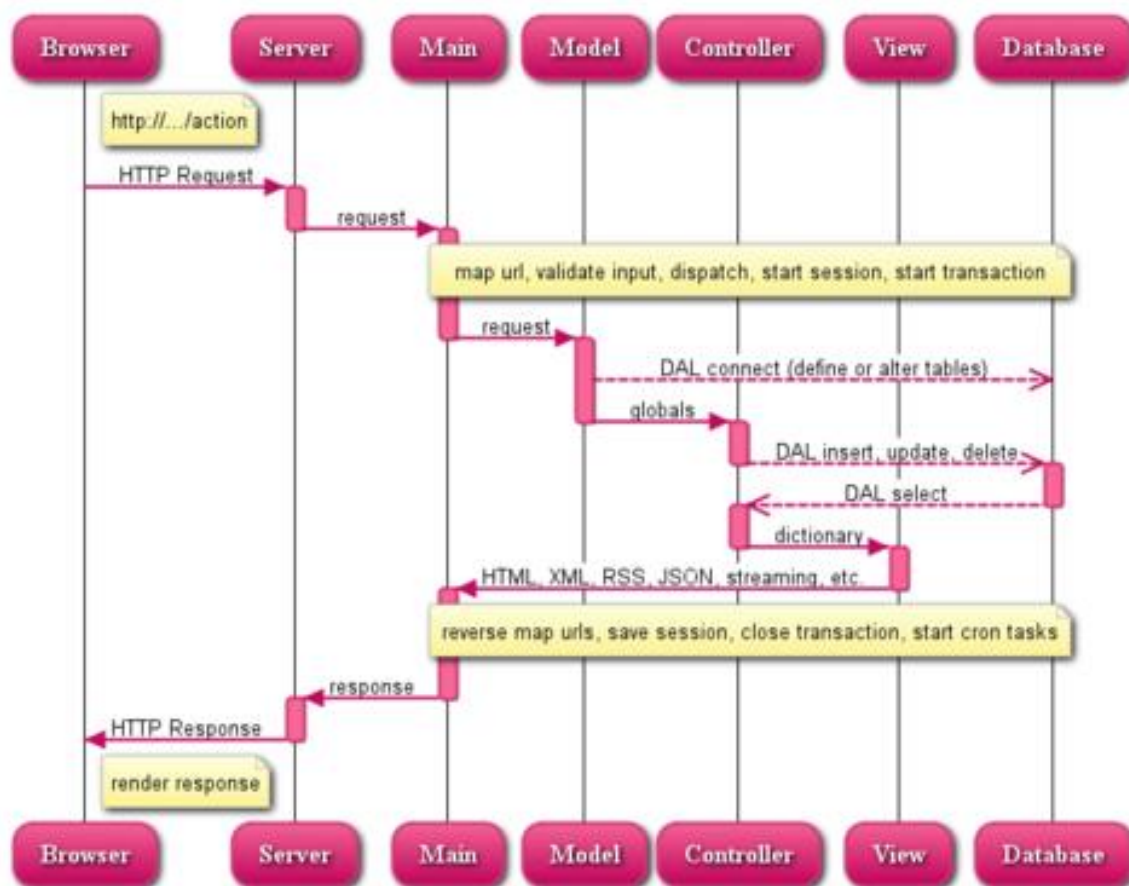 Browser Server Main Model Controller View Database
http://.../action
HTTP Request
request
map url, validate input, dispatch, start session, start transaction
request
DAL connect (define or alter tables)
globals
DAL insert, update, delete
DAL select
dictionary
HTML, XML, RSS, JSON, streaming, etc.
reverse map urls, save session, close transaction, start cron tasks
response
HTTP Response
render response
Browser Server Main Model Controller View Database